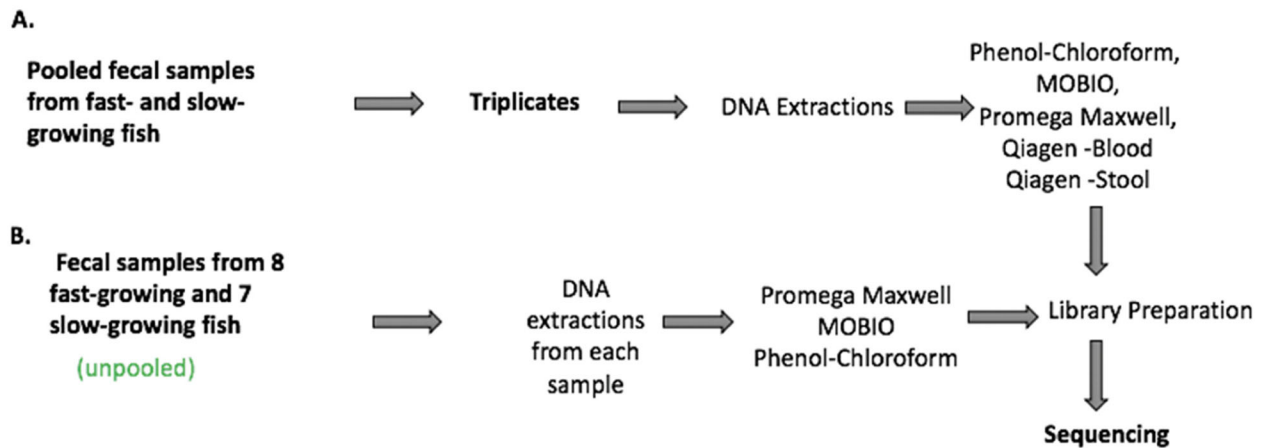 A.
Pooled fecal samples
from fast- and slow-
growing fish
Triplicates
DNA Extractions
Phenol-Chloroform,
MOBIO,
Promega Maxwell,
Qiagen -Blood
Qiagen -Stool
B.
Fecal samples from 8
fast-growing and 7
slow-growing fish
(unpooled)
DNA
extractions
from each
sample
Promega Maxwell
MOBIO
Phenol-Chloroform
Library Preparation
Sequencing